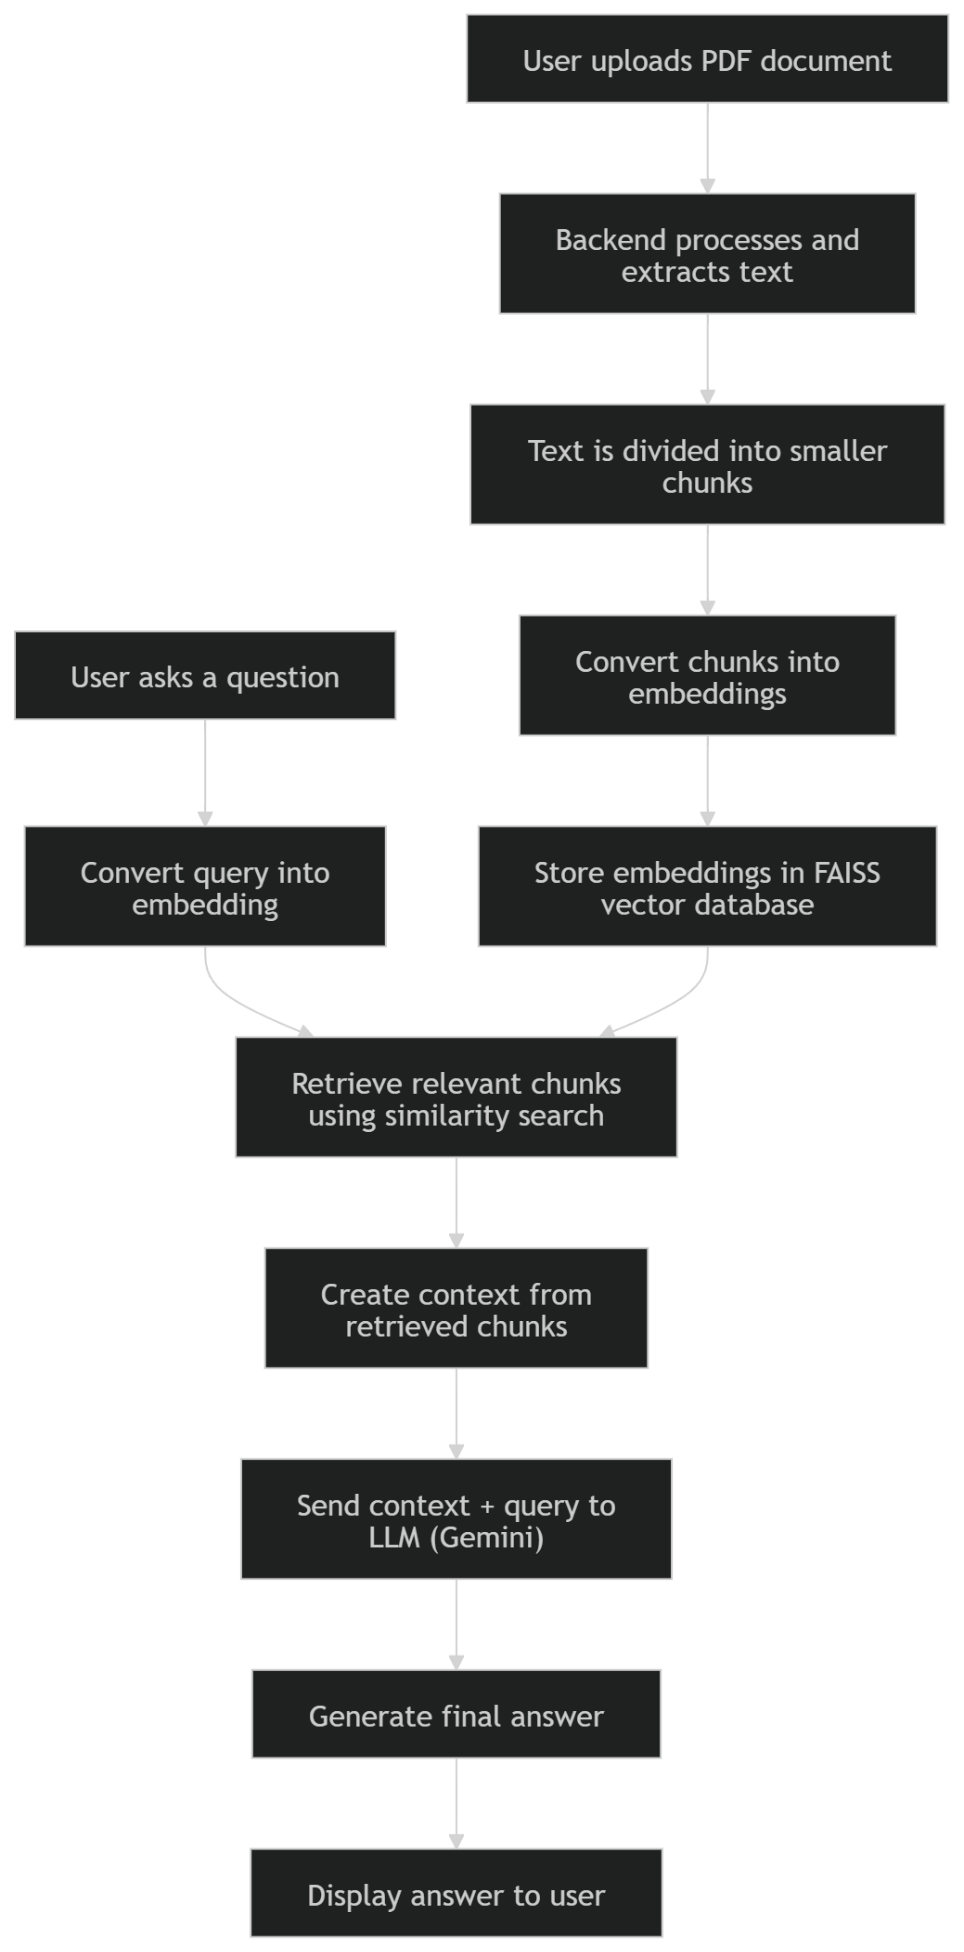 User uploads PDF document
Backend processes and
extracts text
Text is divided into smaller
chunks
User asks a question
Convert chunks into
embeddings
Convert query into
embedding
Store embeddings in FAISS
vector database
Retrieve relevant chunks
using similarity search
Create context from
retrieved chunks
Send context + query to
LLM (Gemini)
Generate final answer
Display answer to user